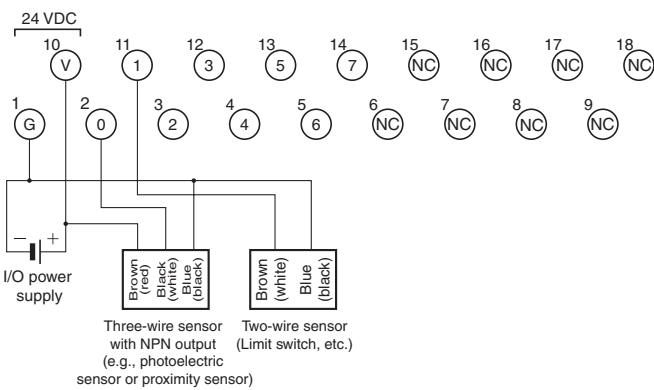 24 VDC
10 11 12 13 14 15 16 17 18
V 1 3 5 7 NC NC NC NC
1 2 3 4 5 6 7 8 9
G 0 2 4 6 NC NC NC NC
− +
I/O power
supply
Brown
(red)
Black
(white)
Blue
(black)
Brown
(white)
Blue
(black)
Three-wire sensor
with NPN output
(e.g., photoelectric
sensor or proximity sensor)
Two-wire sensor
(Limit switch, etc.)